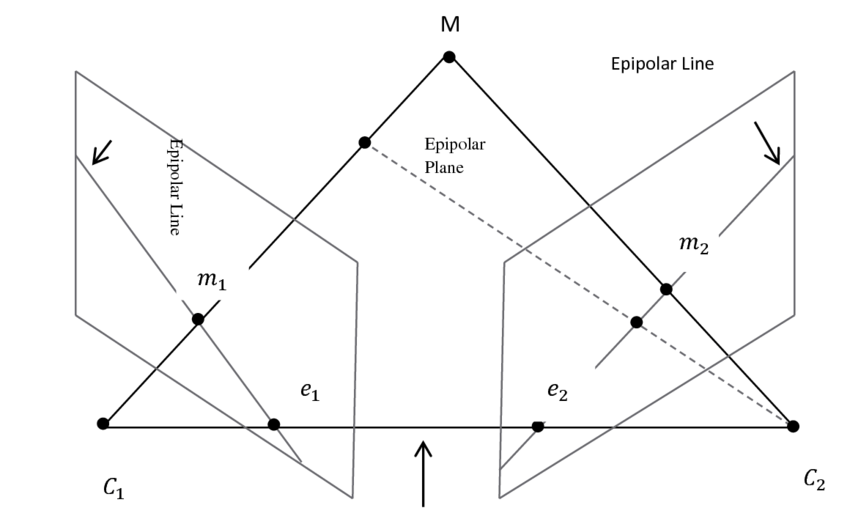 M
Epipolar Line
Epipolar
Plane
Epipolar Line
m₂
m₁
e₁
e₂
C₁
C₂